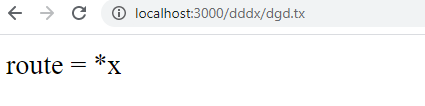 localhost:3000/dddx/dgd.tx
route = *x